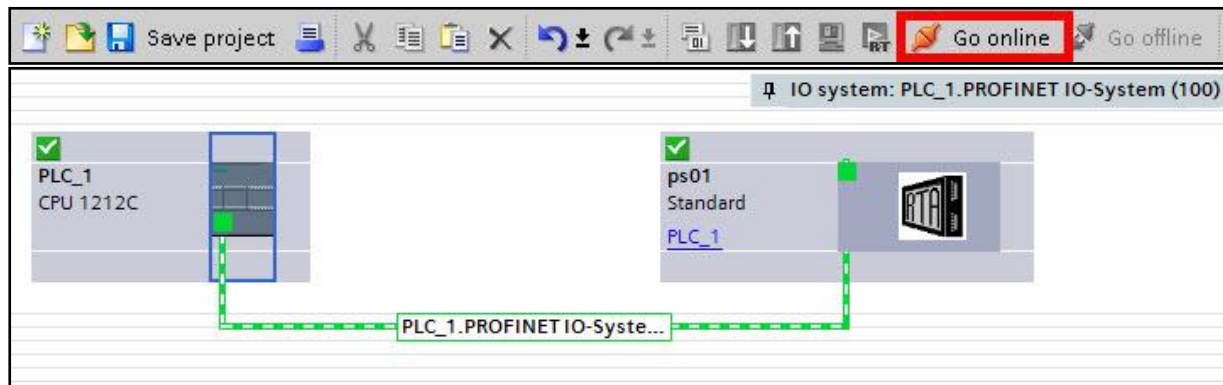 Save project Go online Go offline
IO system: PLC_1.PROFINET IO-System (100)
PLC_1
CPU 1212C
ps01
Standard
PLC_1
RTA
PLC_1.PROFINET IO-Syste...